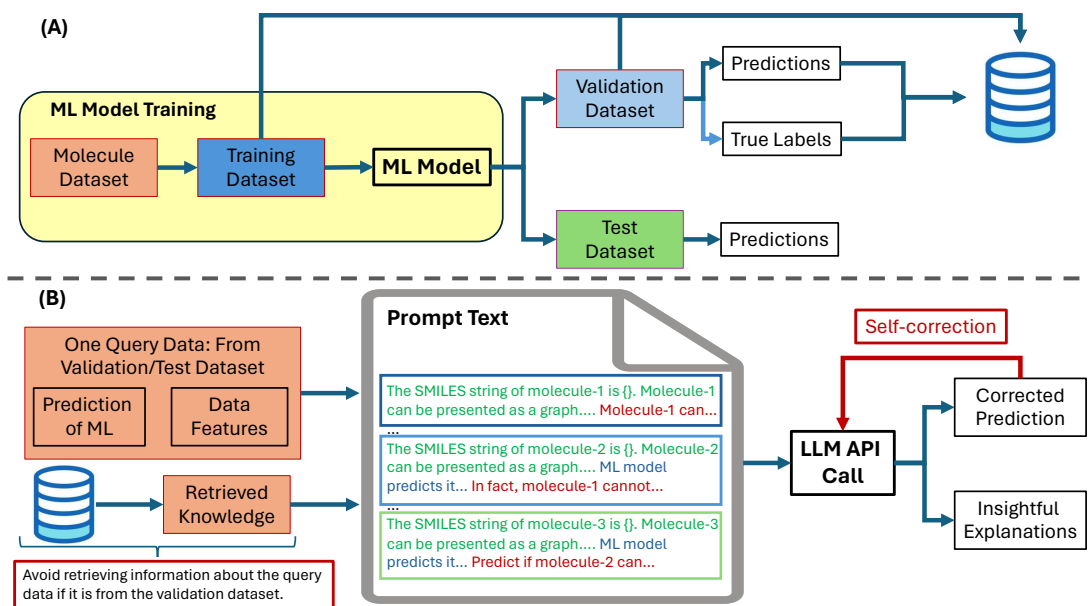 (A)
ML Model Training
Molecule
Dataset
Training
Dataset
ML Model
Validation
Dataset
Predictions
True Labels
Test
Dataset
Predictions
(B)
One Query Data: From
Validation/Test Dataset
Prediction
of ML
Data
Features
Retrieved
Knowledge
Avoid retrieving information about the query
data if it is from the validation dataset.
Prompt Text
The SMILES string of molecule-1 is {}. Molecule-1
can be presented as a graph.... Molecule-1 can...
...
The SMILES string of molecule-2 is {}. Molecule-2
can be presented as a graph.... ML model
predicts it... In fact, molecule-1 cannot...
...
The SMILES string of molecule-3 is {}. Molecule-3
can be presented as a graph.... ML model
predicts it... Predict if molecule-2 can...
Self-correction
LLM API
Call
Corrected
Prediction
Insightful
Explanations